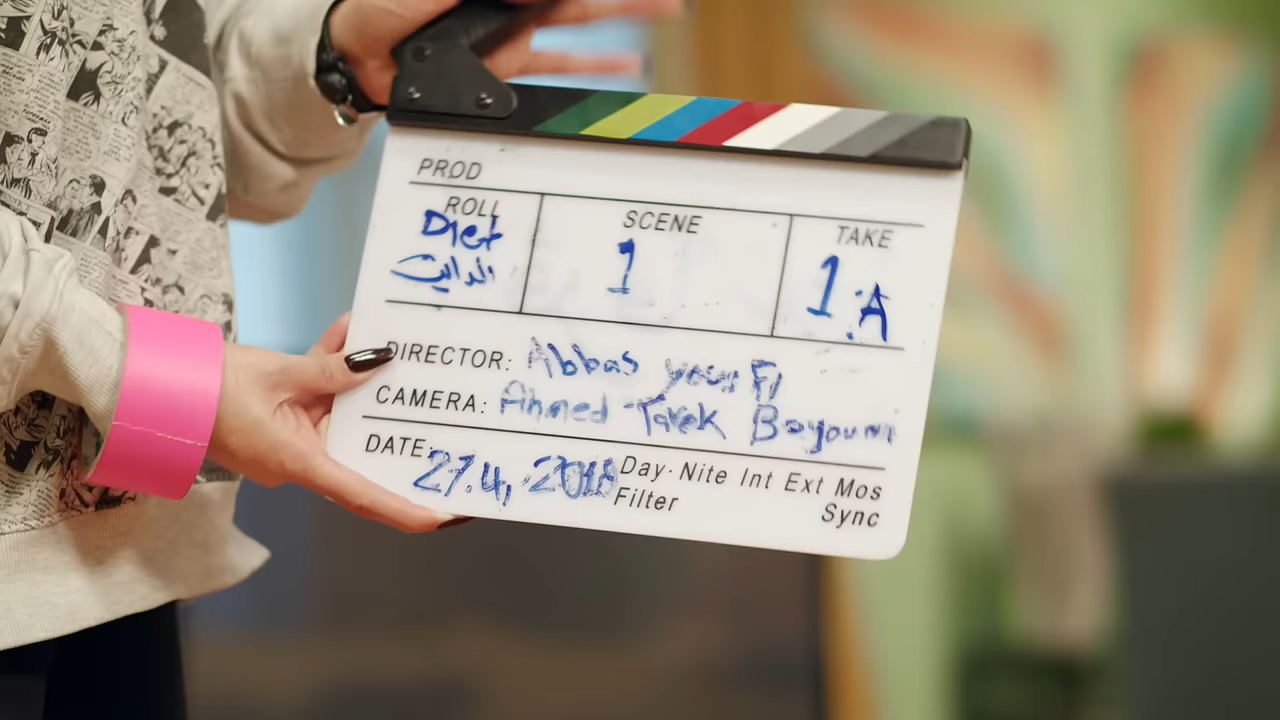 PROD
ROLL SCENE TAKE
Diet 1 1:A
الدايت
DIRECTOR: Abbas yousFi
CAMERA: Ahmed Tarek Bayoumi
DATE: 27.4, 2018 Day·Nite Int Ext Mos
Filter Sync